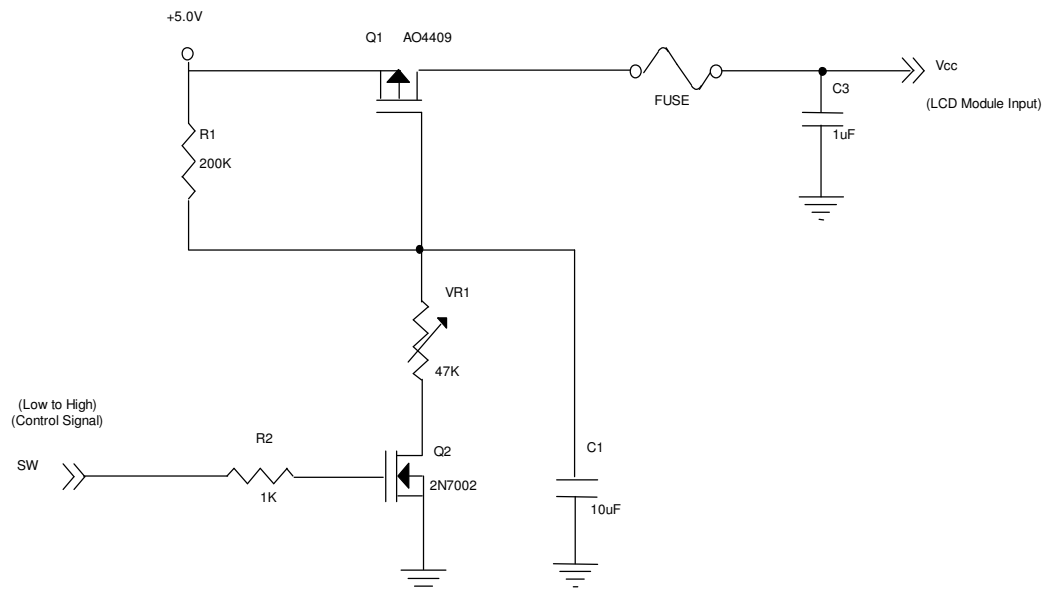 +5.0V
Q1 AO4409
Vcc
FUSE
C3
(LCD Module Input)
R1
1uF
200K
VR1
47K
(Low to High)
(Control Signal)
R2
Q2
C1
SW
2N7002
1K
10uF